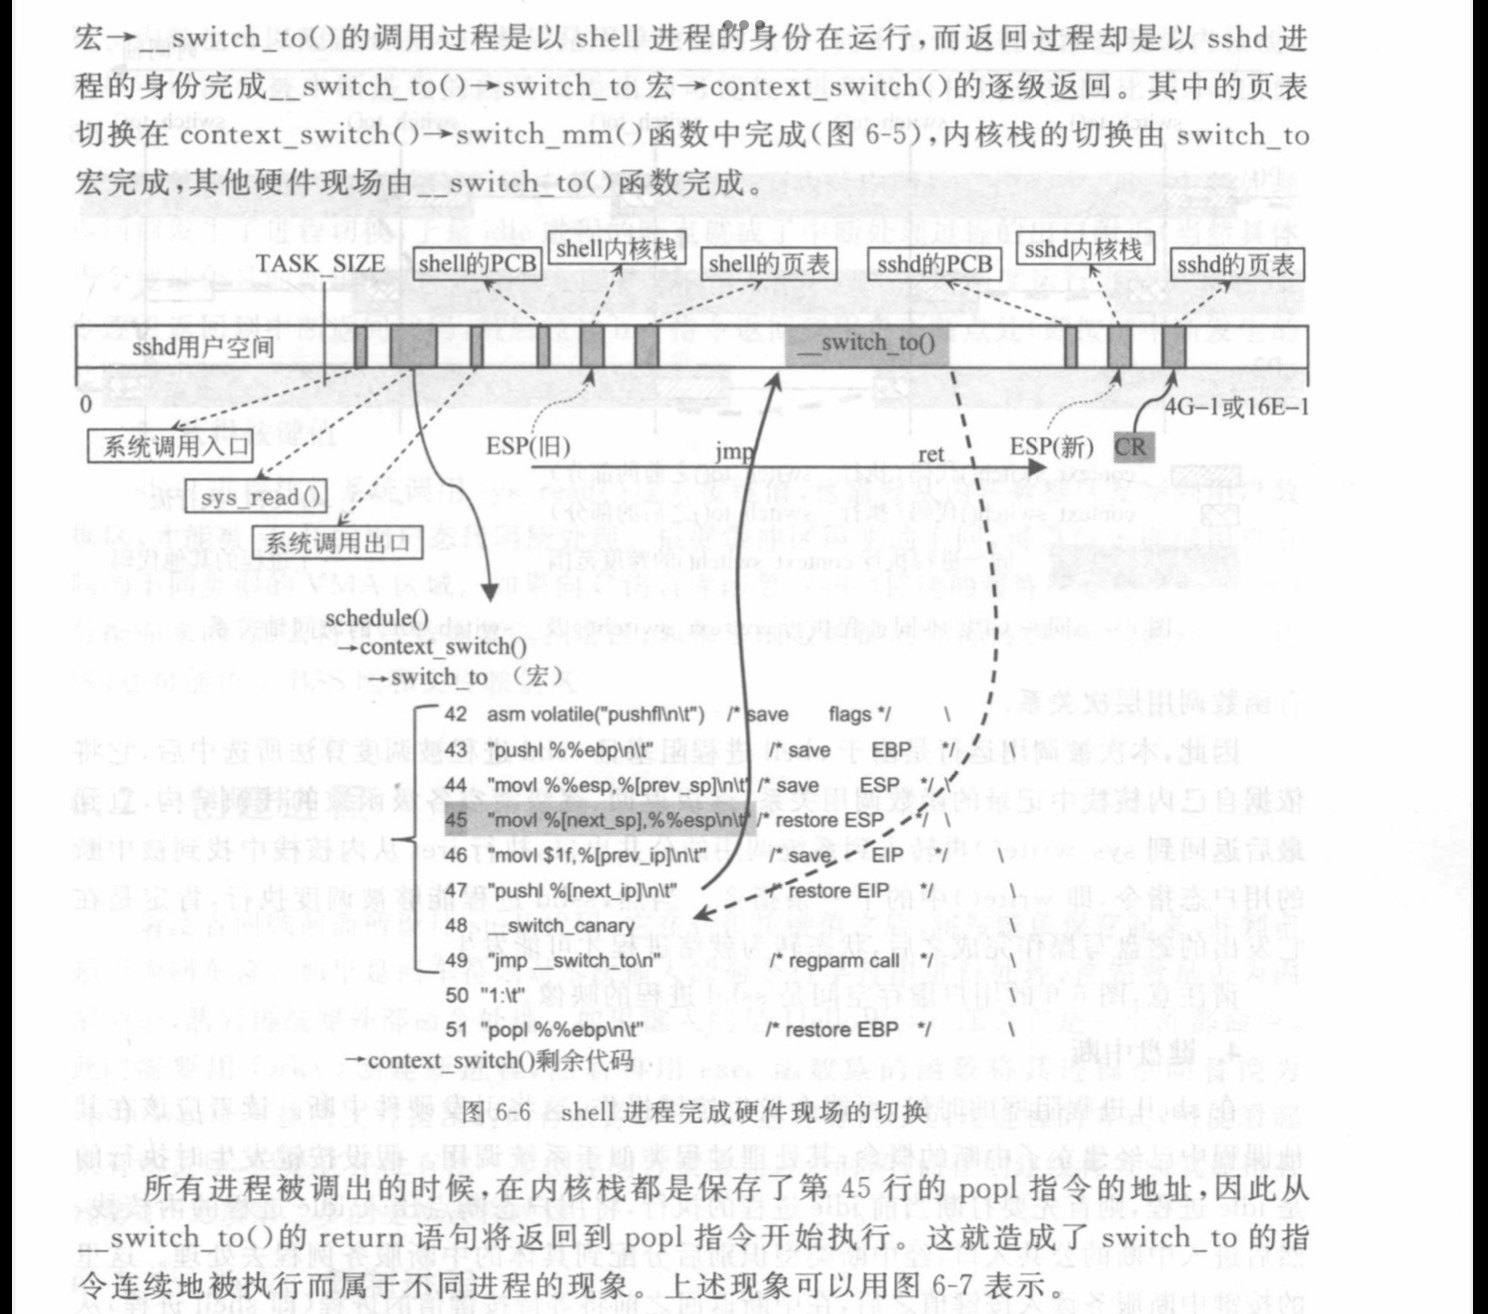 宏→__switch_to()的调用过程是以 shell 进程的身份在运行,而返回过程却是以 sshd 进
程的身份完成__switch_to()→switch_to 宏→context_switch()的逐级返回。其中的页表
切换在 context_switch()→switch_mm()函数中完成(图 6-5),内核栈的切换由 switch_to
宏完成,其他硬件现场由__switch_to()函数完成。
TASK_SIZE
shell的PCB
shell内核栈
shell的页表
sshd的PCB
sshd内核栈
sshd的页表
sshd用户空间
__switch_to()
0
4G-1或16E-1
系统调用入口
ESP(旧)
jmp
ret
ESP(新)
CR
sys_read()
系统调用出口
schedule()
→context_switch()
→switch_to （宏）
42 asm volatile("pushfl\n\t") /* save flags */ \
43 "pushl %%ebp\n\t" /* save EBP */ \
44 "movl %%esp,%[prev_sp]\n\t" /* save ESP */ \
45 "movl %[next_sp],%%esp\n\t" /* restore ESP */ \
46 "movl $1f,%[prev_ip]\n\t" /* save EIP */ \
47 "pushl %[next_ip]\n\t" /* restore EIP */ \
48 __switch_canary \
49 "jmp __switch_to\n" /* regparm call */ \
50 "1:\t" \
51 "popl %%ebp\n\t" /* restore EBP */ \
→context_switch()剩余代码
图 6-6 shell 进程完成硬件现场的切换
所有进程被调出的时候,在内核栈都是保存了第 45 行的 popl 指令的地址,因此从
__switch_to()的 return 语句将返回到 popl 指令开始执行。这就造成了 switch_to 的指
令连续地被执行而属于不同进程的现象。上述现象可以用图 6-7 表示。